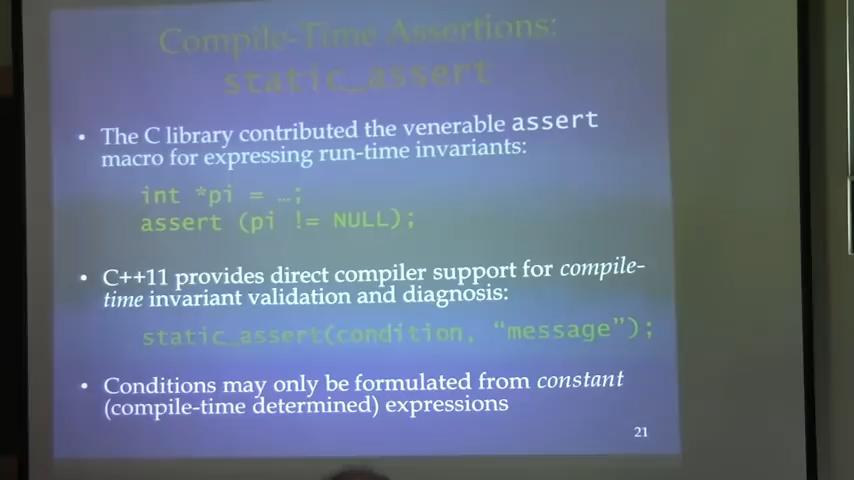 Compile-Time Assertions:
static_assert
• The C library contributed the venerable assert
macro for expressing run-time invariants:
int *pi = …;
assert (pi != NULL);
• C++11 provides direct compiler support for compile-
time invariant validation and diagnosis:
static_assert(condition, “message”);
• Conditions may only be formulated from constant
(compile-time determined) expressions
21